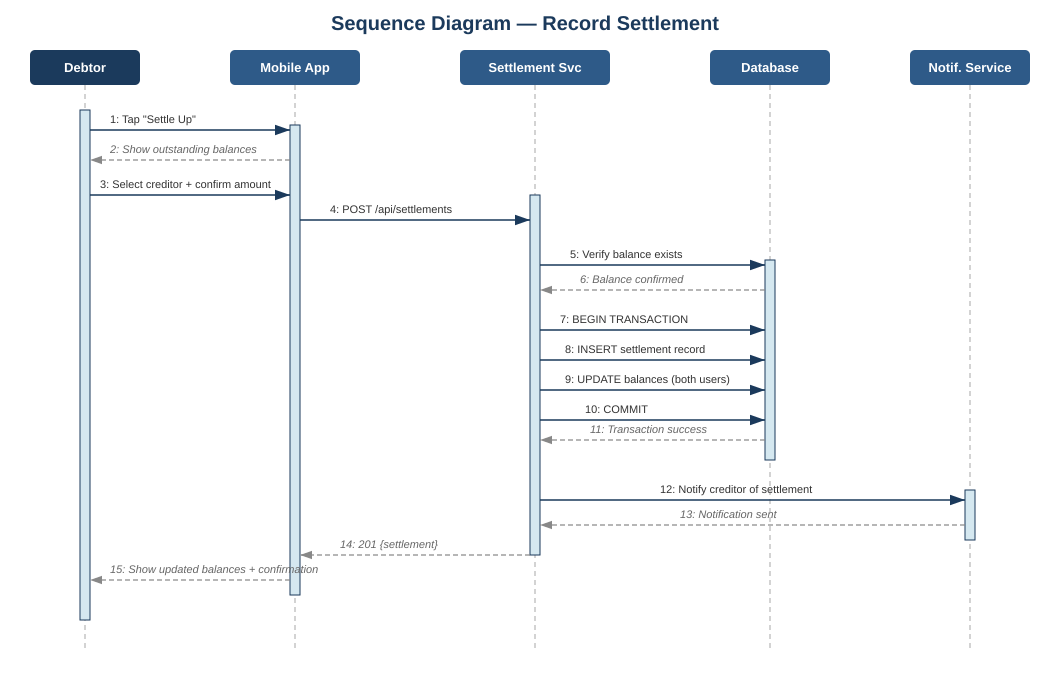 Sequence Diagram — Record Settlement
Debtor
Mobile App
Settlement Svc
Database
Notif. Service
1: Tap "Settle Up"
2: Show outstanding balances
3: Select creditor + confirm amount
4: POST /api/settlements
5: Verify balance exists
6: Balance confirmed
7: BEGIN TRANSACTION
8: INSERT settlement record
9: UPDATE balances (both users)
10: COMMIT
11: Transaction success
12: Notify creditor of settlement
13: Notification sent
14: 201 {settlement}
15: Show updated balances + confirmation